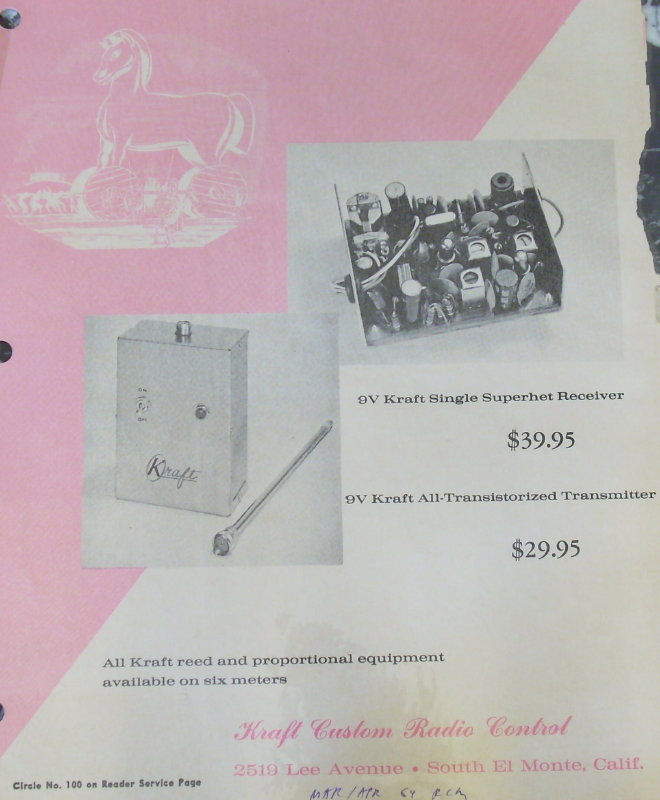 9V Kraft Single Superhet Receiver
$39.95
ON
OFF
Kraft
9V Kraft All-Transistorized Transmitter
$29.95
All Kraft reed and proportional equipment
available on six meters
Kraft Custom Radio Control
2519 Lee Avenue • South El Monte, Calif.
Circle No. 100 on Reader Service Page
MAR/APR 64 RCM